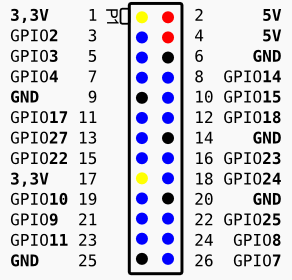 3,3V 1 P1 2 5V
GPIO2 3 4 5V
GPIO3 5 6 GND
GPIO4 7 8 GPIO14
GND 9 10 GPIO15
GPIO17 11 12 GPIO18
GPIO27 13 14 GND
GPIO22 15 16 GPIO23
3,3V 17 18 GPIO24
GPIO10 19 20 GND
GPIO9 21 22 GPIO25
GPIO11 23 24 GPIO8
GND 25 26 GPIO7